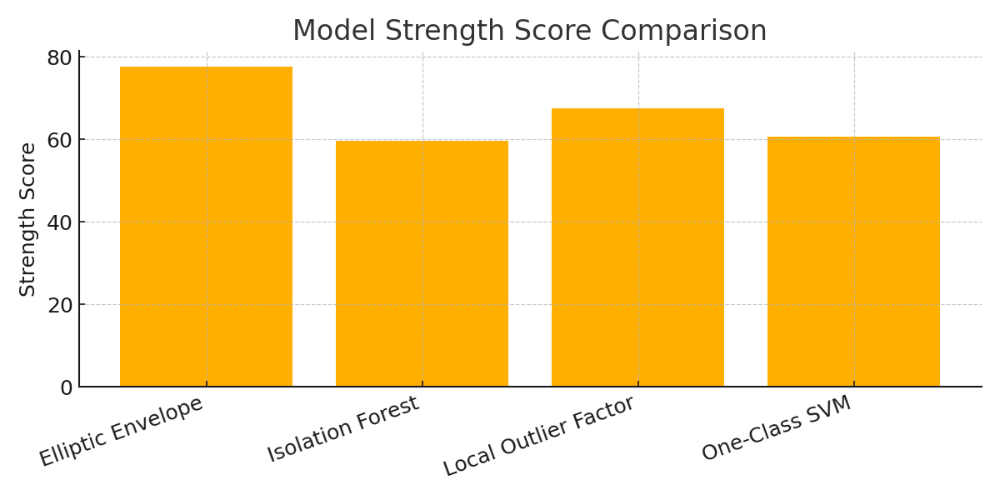 Model Strength Score Comparison
Strength Score
80
60
40
20
0
Elliptic Envelope
Isolation Forest
Local Outlier Factor
One-Class SVM